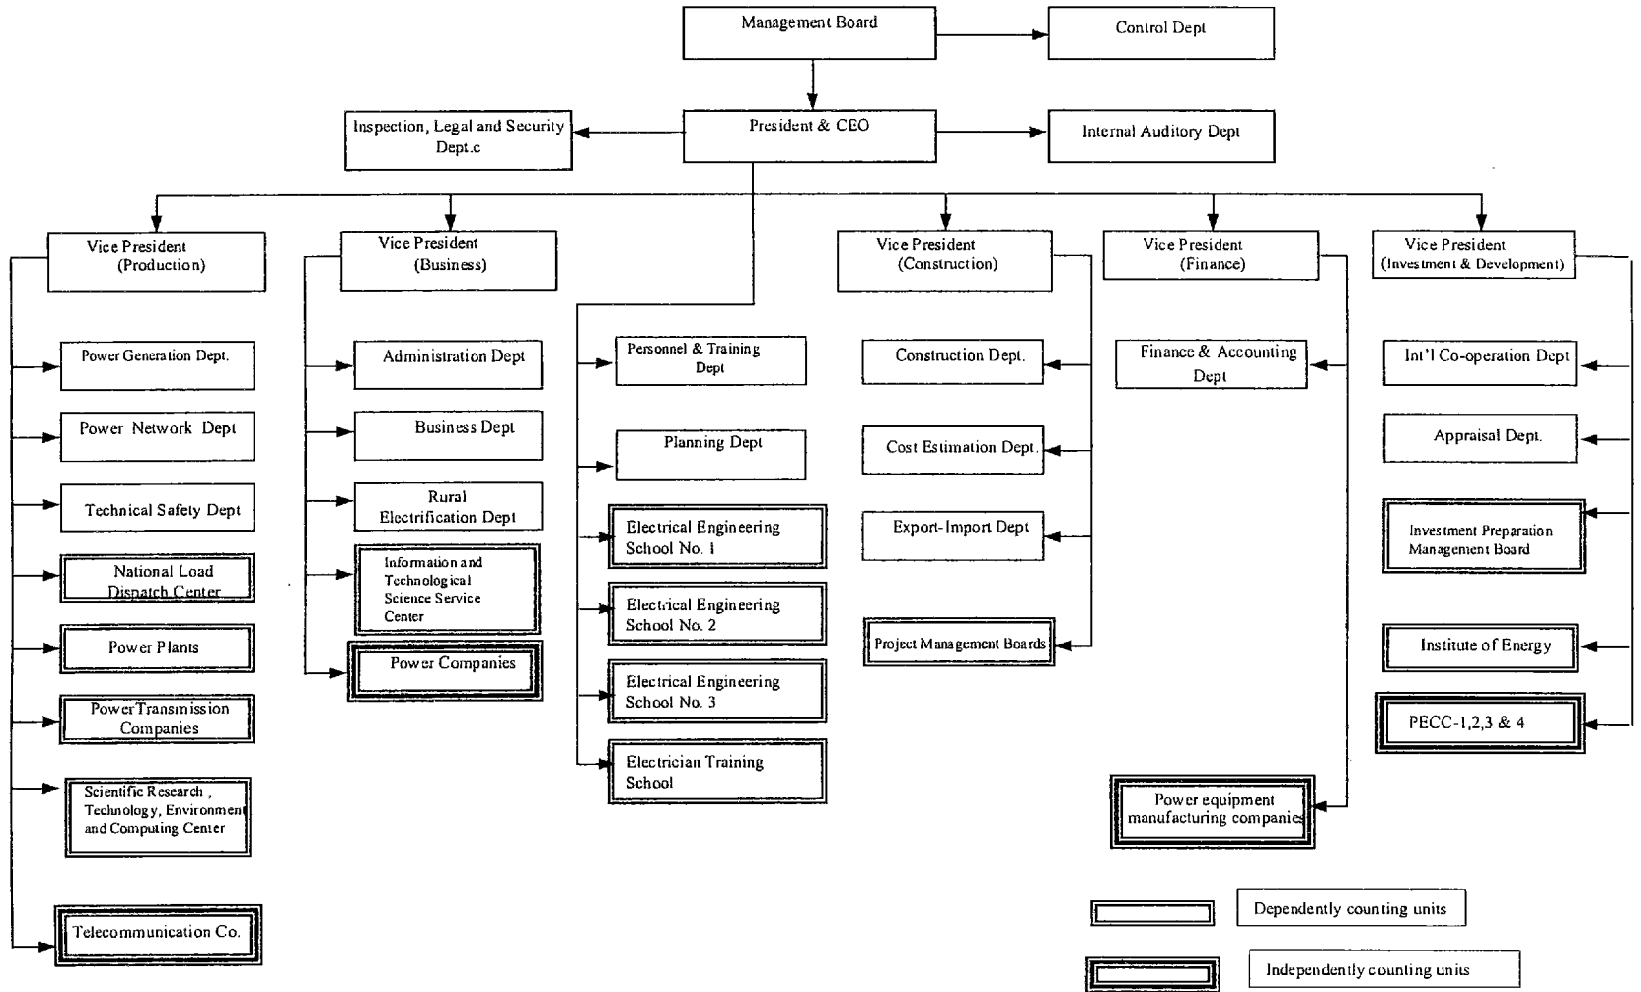 Management Board
Control Dept
Inspection, Legal and Security
Dept.c
President & CEO
Internal Auditory Dept
Vice President
(Production)
Vice President
(Business)
Vice President
(Construction)
Vice President
(Finance)
Vice President
(Investment & Development)
Power Generation Dept.
Power Network Dept
Technical Safety Dept
National Load
Dispatch Center
Power Plants
Power Transmission
Companies
Scientific Research ,
Technology, Environment
and Computing Center
Telecommunication Co.
Administration Dept
Business Dept
Rural
Electrification Dept
Information and
Technological
Science Service
Center
Power Companies
Personnel & Training
Dept
Planning Dept
Electrical Engineering
School No. 1
Electrical Engineering
School No. 2
Electrical Engineering
School No. 3
Electrician Training
School
Construction Dept.
Cost Estimation Dept.
Export-Import Dept
Project Management Boards
Finance & Accounting
Dept
Power equipment
manufacturing companies
Int'l Co-operation Dept
Appraisal Dept.
Investment Preparation
Management Board
Institute of Energy
PECC-1,2,3 & 4
Dependently counting units
Independently counting units